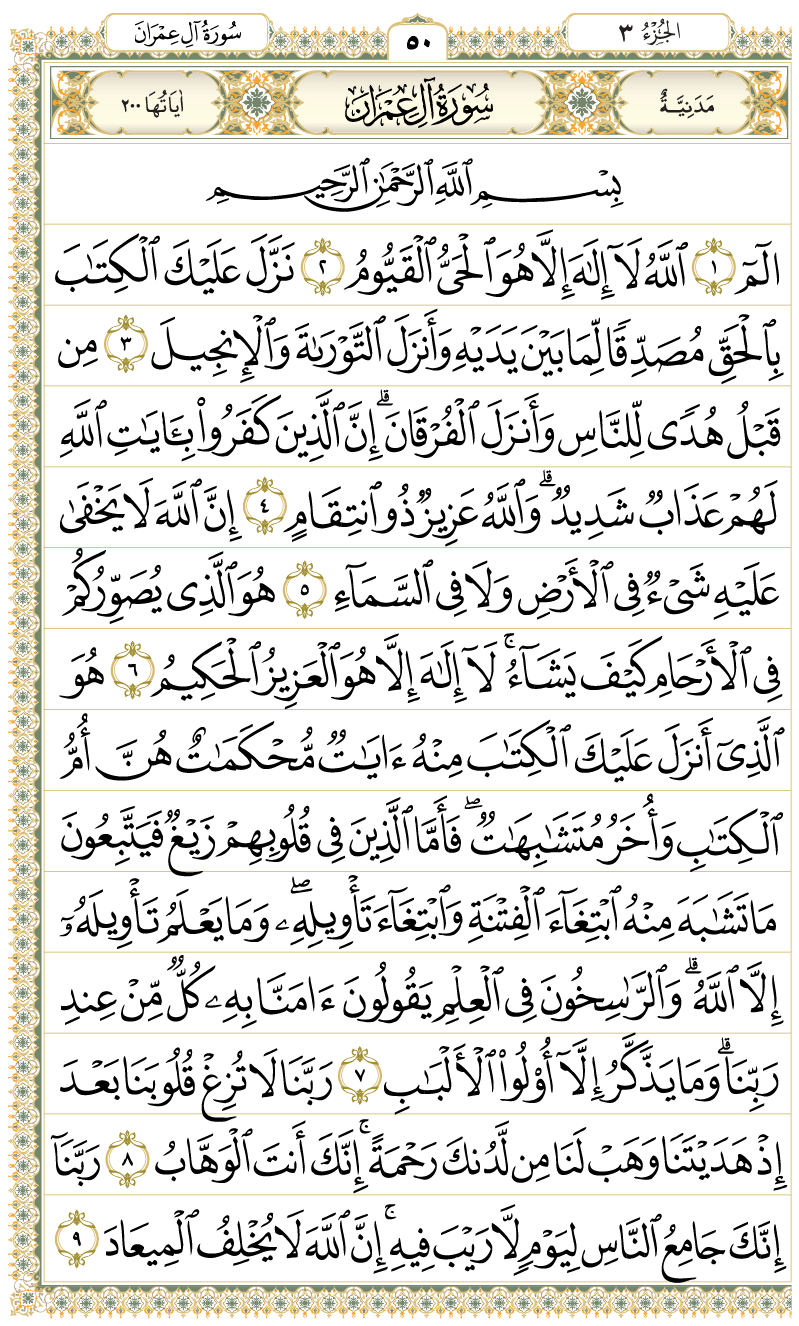 الجُزْءُ ٣
٥٠
سُورَةُ آلِ عِمْرَانَ
مَدَنِيَّةٌ
سُورَةُ آلِ عِمْرَانَ
اٰيَاتُهَا ٢٠٠
بِسْمِ ٱللَّهِ ٱلرَّحْمَٰنِ ٱلرَّحِيمِ
الٓمٓ ١ ٱللَّهُ لَآ إِلَٰهَ إِلَّا هُوَ ٱلْحَىُّ ٱلْقَيُّومُ ٢ نَزَّلَ عَلَيْكَ ٱلْكِتَٰبَ
بِٱلْحَقِّ مُصَدِّقًا لِّمَا بَيْنَ يَدَيْهِ وَأَنزَلَ ٱلتَّوْرَىٰةَ وَٱلْإِنجِيلَ ٣ مِن
قَبْلُ هُدًى لِّلنَّاسِ وَأَنزَلَ ٱلْفُرْقَانَ ۗ إِنَّ ٱلَّذِينَ كَفَرُوا۟ بِـَٔايَٰتِ ٱللَّهِ
لَهُمْ عَذَابٌ شَدِيدٌ ۗ وَٱللَّهُ عَزِيزٌ ذُو ٱنتِقَامٍ ٤ إِنَّ ٱللَّهَ لَا يَخْفَىٰ
عَلَيْهِ شَىْءٌ فِى ٱلْأَرْضِ وَلَا فِى ٱلسَّمَآءِ ٥ هُوَ ٱلَّذِى يُصَوِّرُكُمْ
فِى ٱلْأَرْحَامِ كَيْفَ يَشَآءُ ۚ لَآ إِلَٰهَ إِلَّا هُوَ ٱلْعَزِيزُ ٱلْحَكِيمُ ٦ هُوَ
ٱلَّذِىٓ أَنزَلَ عَلَيْكَ ٱلْكِتَٰبَ مِنْهُ ءَايَٰتٌ مُّحْكَمَٰتٌ هُنَّ أُمُّ
ٱلْكِتَٰبِ وَأُخَرُ مُتَشَٰبِهَٰتٌ ۖ فَأَمَّا ٱلَّذِينَ فِى قُلُوبِهِمْ زَيْغٌ فَيَتَّبِعُونَ
مَا تَشَٰبَهَ مِنْهُ ٱبْتِغَآءَ ٱلْفِتْنَةِ وَٱبْتِغَآءَ تَأْوِيلِهِۦ ۖ وَمَا يَعْلَمُ تَأْوِيلَهُۥٓ
إِلَّا ٱللَّهُ ۗ وَٱلرَّٰسِخُونَ فِى ٱلْعِلْمِ يَقُولُونَ ءَامَنَّا بِهِۦ كُلٌّ مِّنْ عِندِ
رَبِّنَا ۗ وَمَا يَذَّكَّرُ إِلَّآ أُو۟لُوا۟ ٱلْأَلْبَٰبِ ٧ رَبَّنَا لَا تُزِغْ قُلُوبَنَا بَعْدَ
إِذْ هَدَيْتَنَا وَهَبْ لَنَا مِن لَّدُنكَ رَحْمَةً ۚ إِنَّكَ أَنتَ ٱلْوَهَّابُ ٨ رَبَّنَآ
إِنَّكَ جَامِعُ ٱلنَّاسِ لِيَوْمٍ لَّا رَيْبَ فِيهِ ۚ إِنَّ ٱللَّهَ لَا يُخْلِفُ ٱلْمِيعَادَ ٩